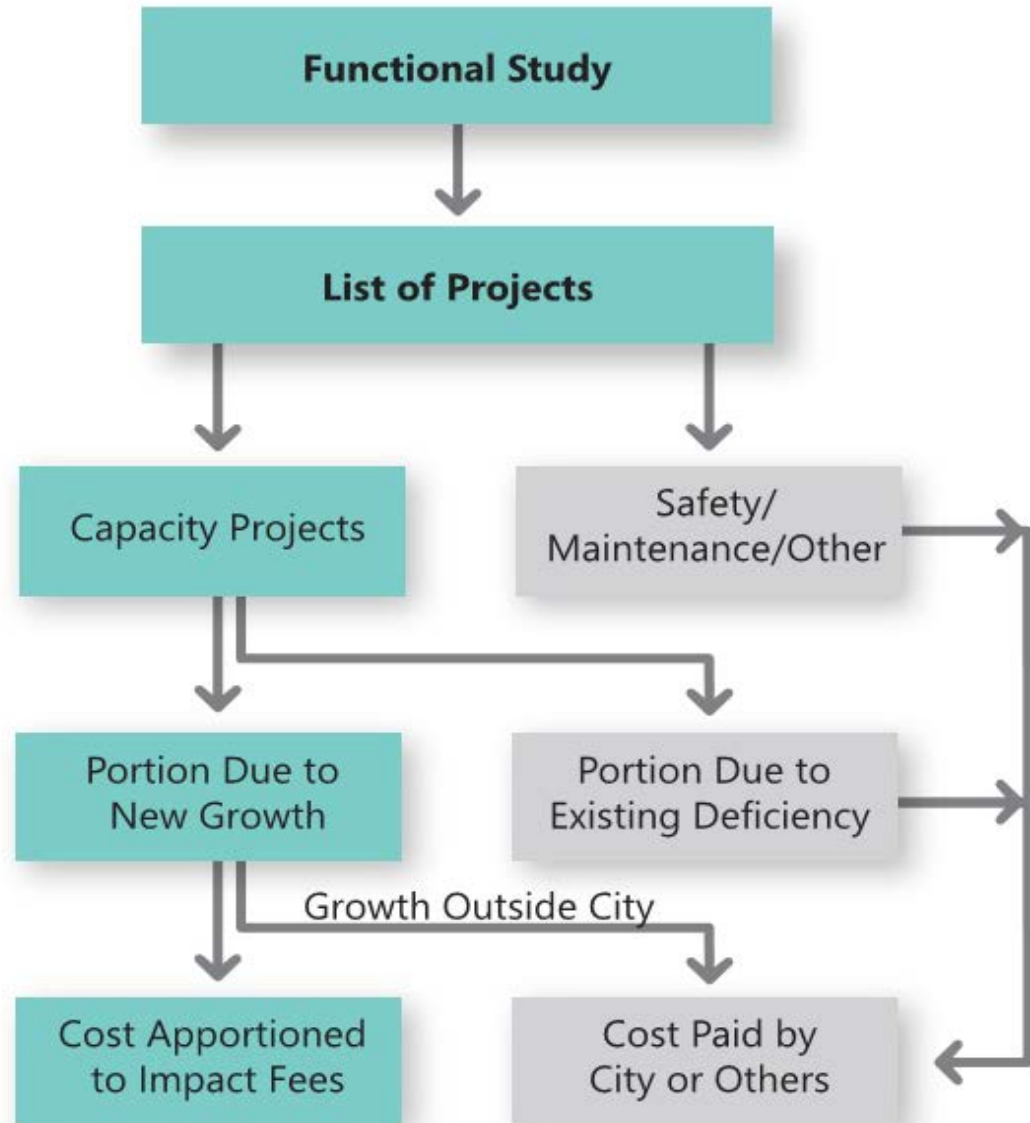 Functional Study
List of Projects
Capacity Projects
Safety/
Maintenance/Other
Portion Due to
New Growth
Portion Due to
Existing Deficiency
Growth Outside City
Cost Apportioned
to Impact Fees
Cost Paid by
City or Others